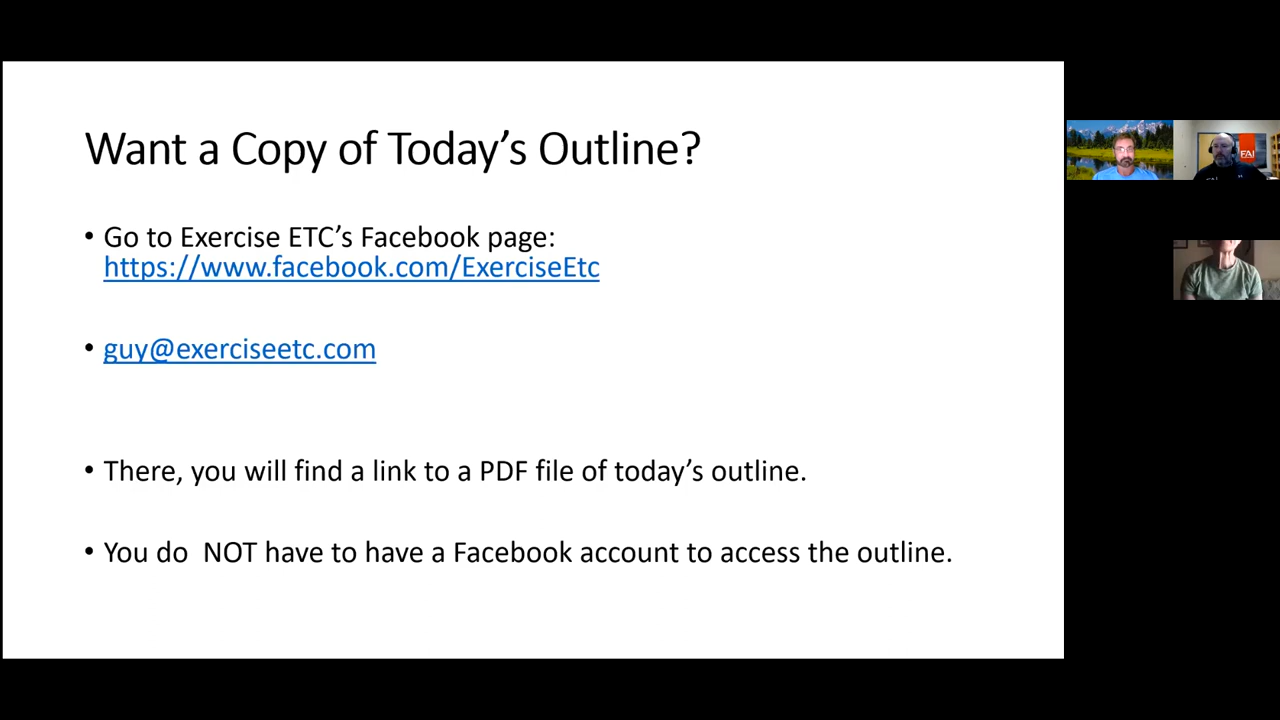 Want a Copy of Today's Outline?
• Go to Exercise ETC's Facebook page:
https://www.facebook.com/ExerciseEtc
• guy@exerciseetc.com
• There, you will find a link to a PDF file of today's outline.
• You do  NOT have to have a Facebook account to access the outline.
FAI